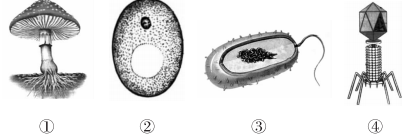 ① ② ③ ④